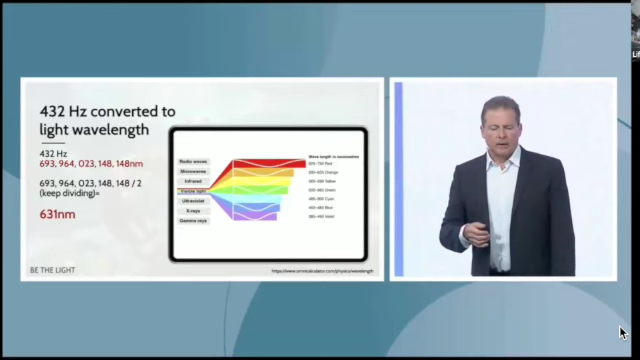 432 Hz converted to
light wavelength
432 Hz
693, 964, 023, 148, 148nm
693, 964, 023, 148, 148 / 2
(keep dividing)=
631nm
Radio waves
Microwaves
Infrared
Visible light
Ultraviolet
X-rays
Gamma rays
Wave length in nanometers
Red
Orange
Yellow
Green
Cyan
Blue
Violet
BE THE LIGHT
https://www.omnicalculator.com/physics/wavelength